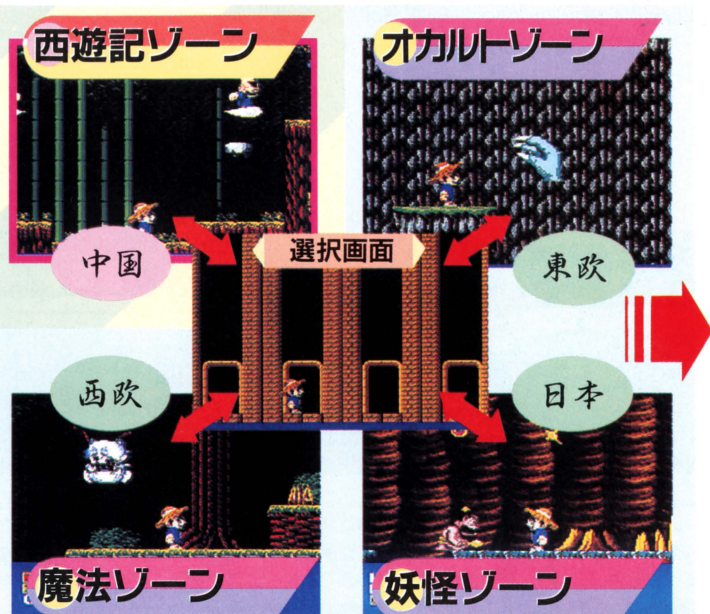 西遊記ゾーン
オカルトゾーン
選択画面
中国
東欧
西欧
日本
魔法ゾーン
妖怪ゾーン